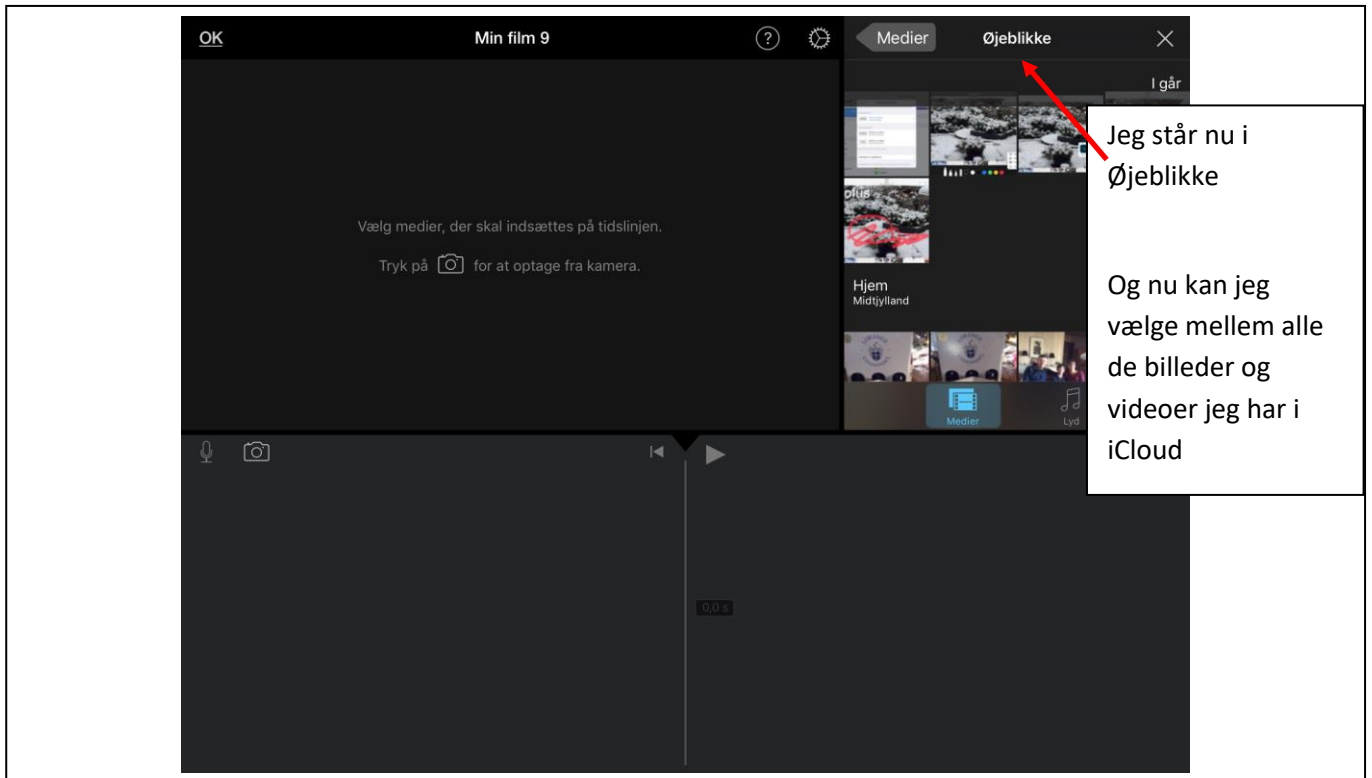 OK
Min film 9
?
Medier
Øjeblikke
I går
Vælg medier, der skal indsættes på tidslinjen.
Tryk på for at optage fra kamera.
Hjem
Midtjylland
Medier
Lyd
0,0 s
Jeg står nu i
Øjeblikke
Og nu kan jeg
vælge mellem alle
de billeder og
videoer jeg har i
iCloud